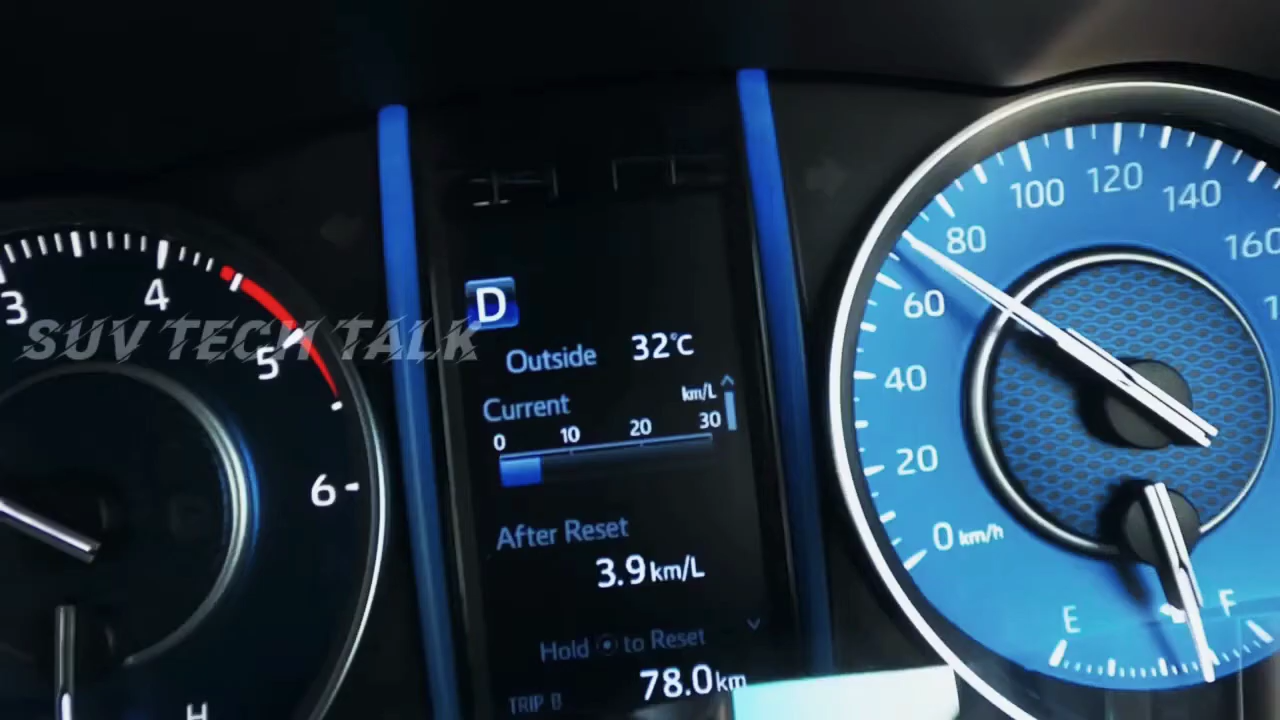 3
4
5
6
H
SUV TECH TALK
D
Outside 32°C
Current km/L
0 10 20 30
After Reset
3.9 km/L
Hold to Reset
TRIP B 78.0 km
0 km/h
20
40
60
80
100
120
140
160
E
F